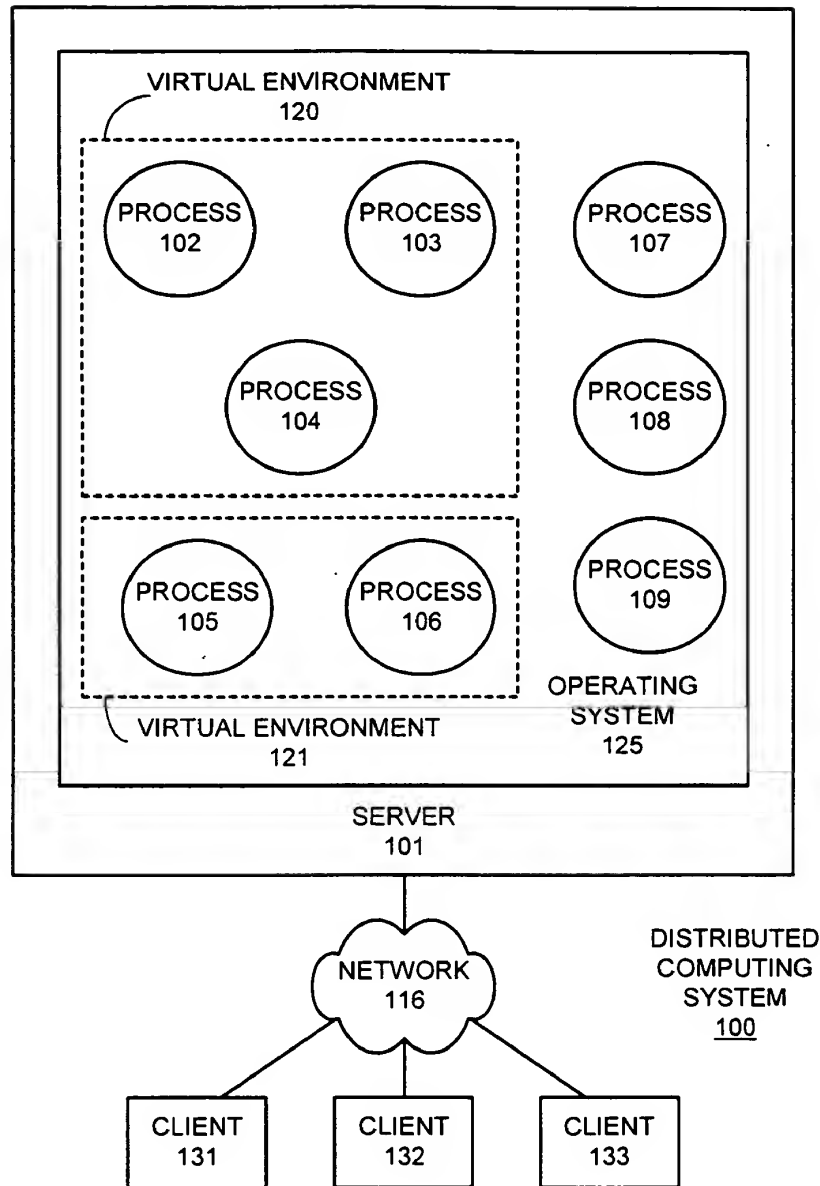 VIRTUAL ENVIRONMENT
120
PROCESS
102
PROCESS
103
PROCESS
107
PROCESS
104
PROCESS
108
PROCESS
105
PROCESS
106
PROCESS
109
VIRTUAL ENVIRONMENT
121
OPERATING
SYSTEM
125
SERVER
101
NETWORK
116
DISTRIBUTED
COMPUTING
SYSTEM
100
CLIENT
131
CLIENT
132
CLIENT
133